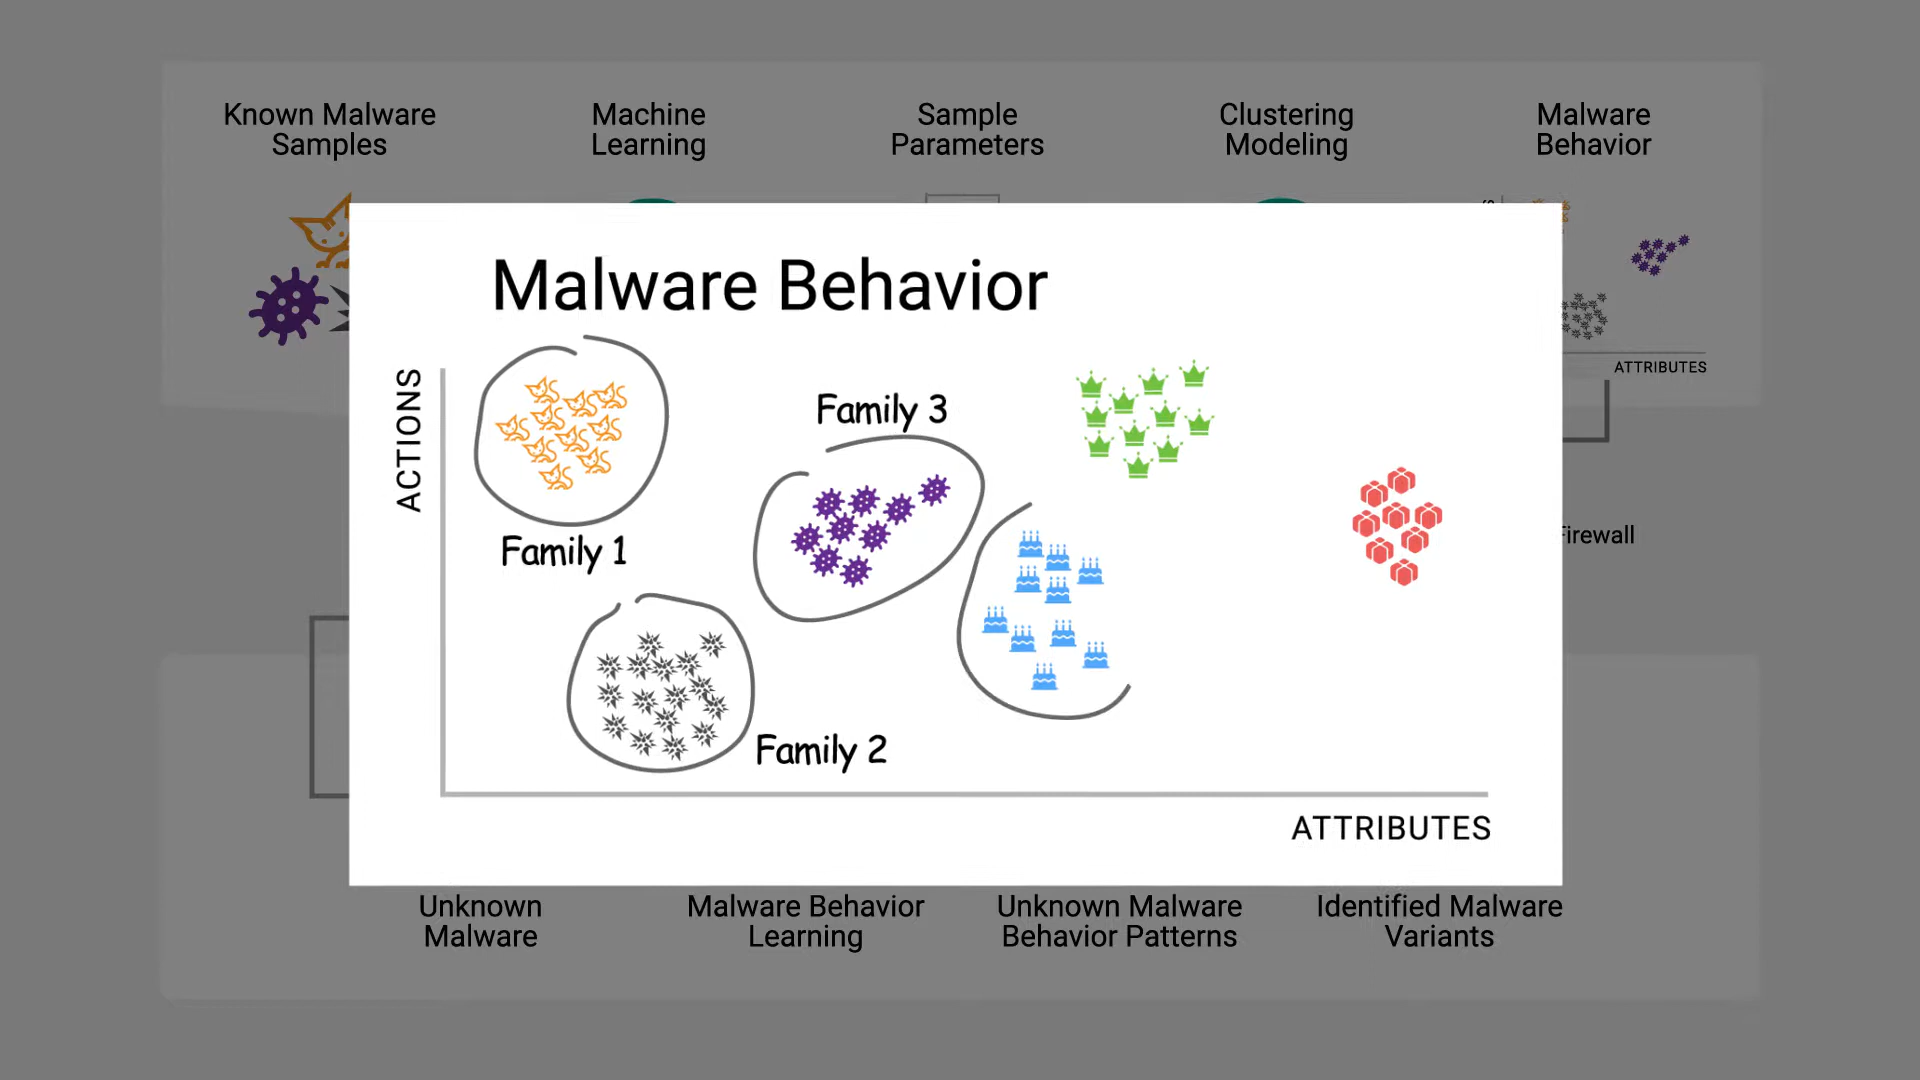 Known Malware
Samples
Machine
Learning
Sample
Parameters
Clustering
Modeling
Malware
Behavior
Malware Behavior
ACTIONS
Family 1
Family 2
Family 3
ATTRIBUTES
ATTRIBUTES
Firewall
Unknown
Malware
Malware Behavior
Learning
Unknown Malware
Behavior Patterns
Identified Malware
Variants